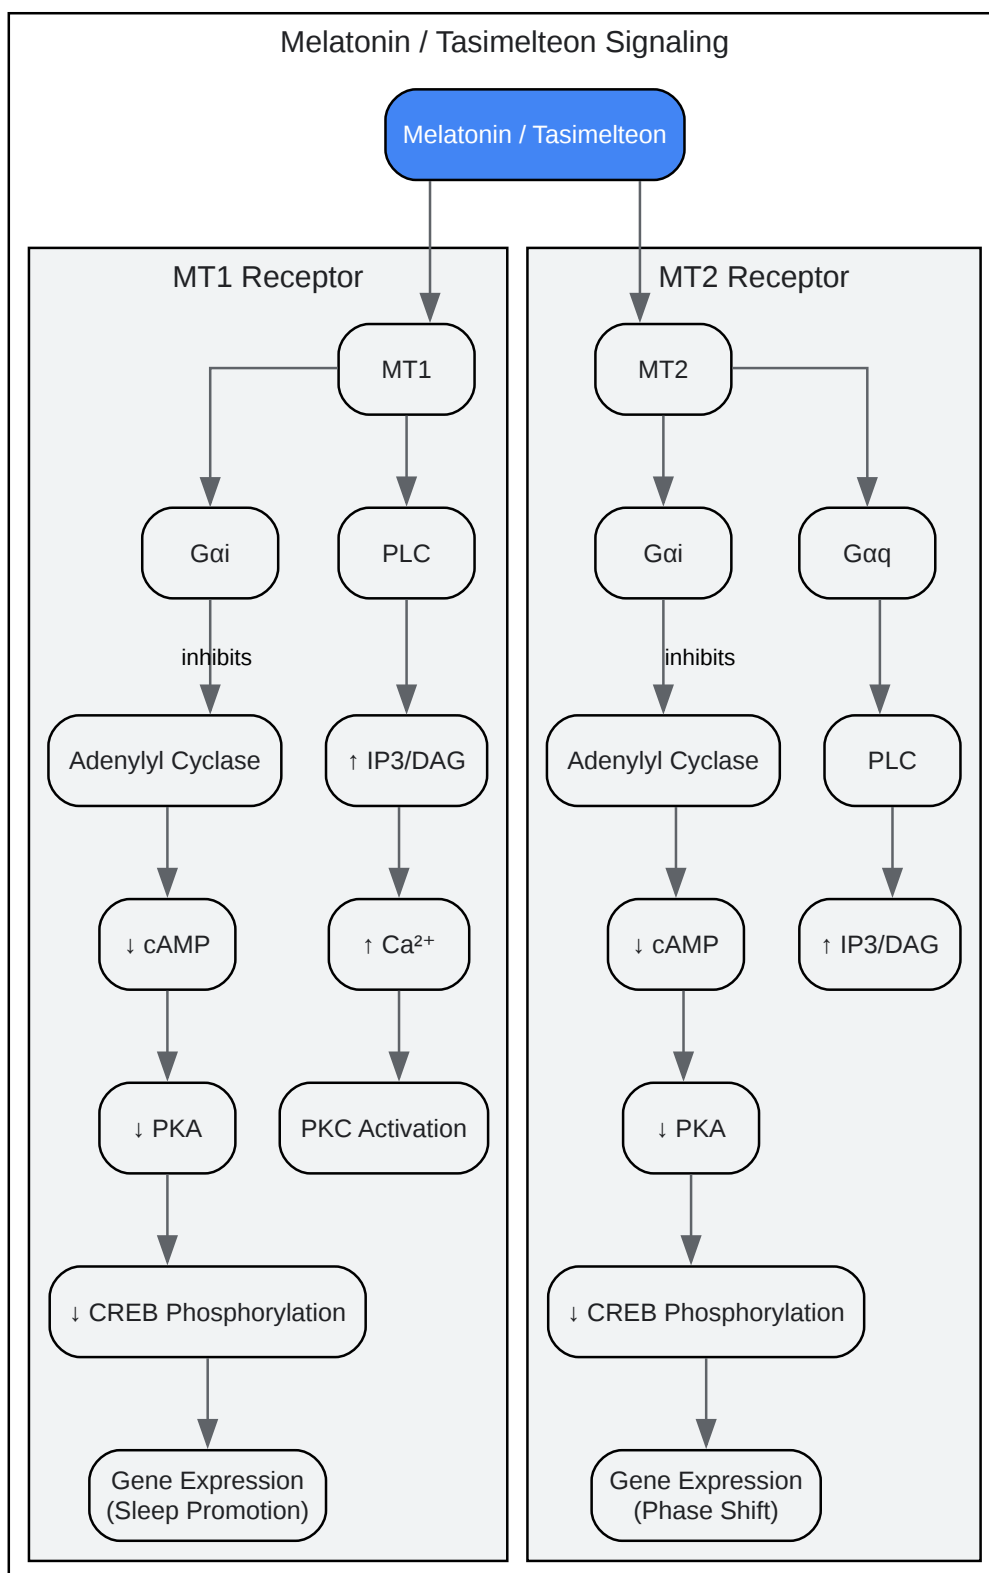 Melatonin / Tasimelteon Signaling
Melatonin / Tasimelteon
MT1 Receptor
MT1
Gαi
PLC
inhibits
Adenylyl Cyclase
↑ IP3/DAG
↓ cAMP
↑ Ca²⁺
↓ PKA
PKC Activation
↓ CREB Phosphorylation
Gene Expression
(Sleep Promotion)
MT2 Receptor
MT2
Gαi
Gαq
inhibits
Adenylyl Cyclase
PLC
↓ cAMP
↑ IP3/DAG
↓ PKA
↓ CREB Phosphorylation
Gene Expression
(Phase Shift)